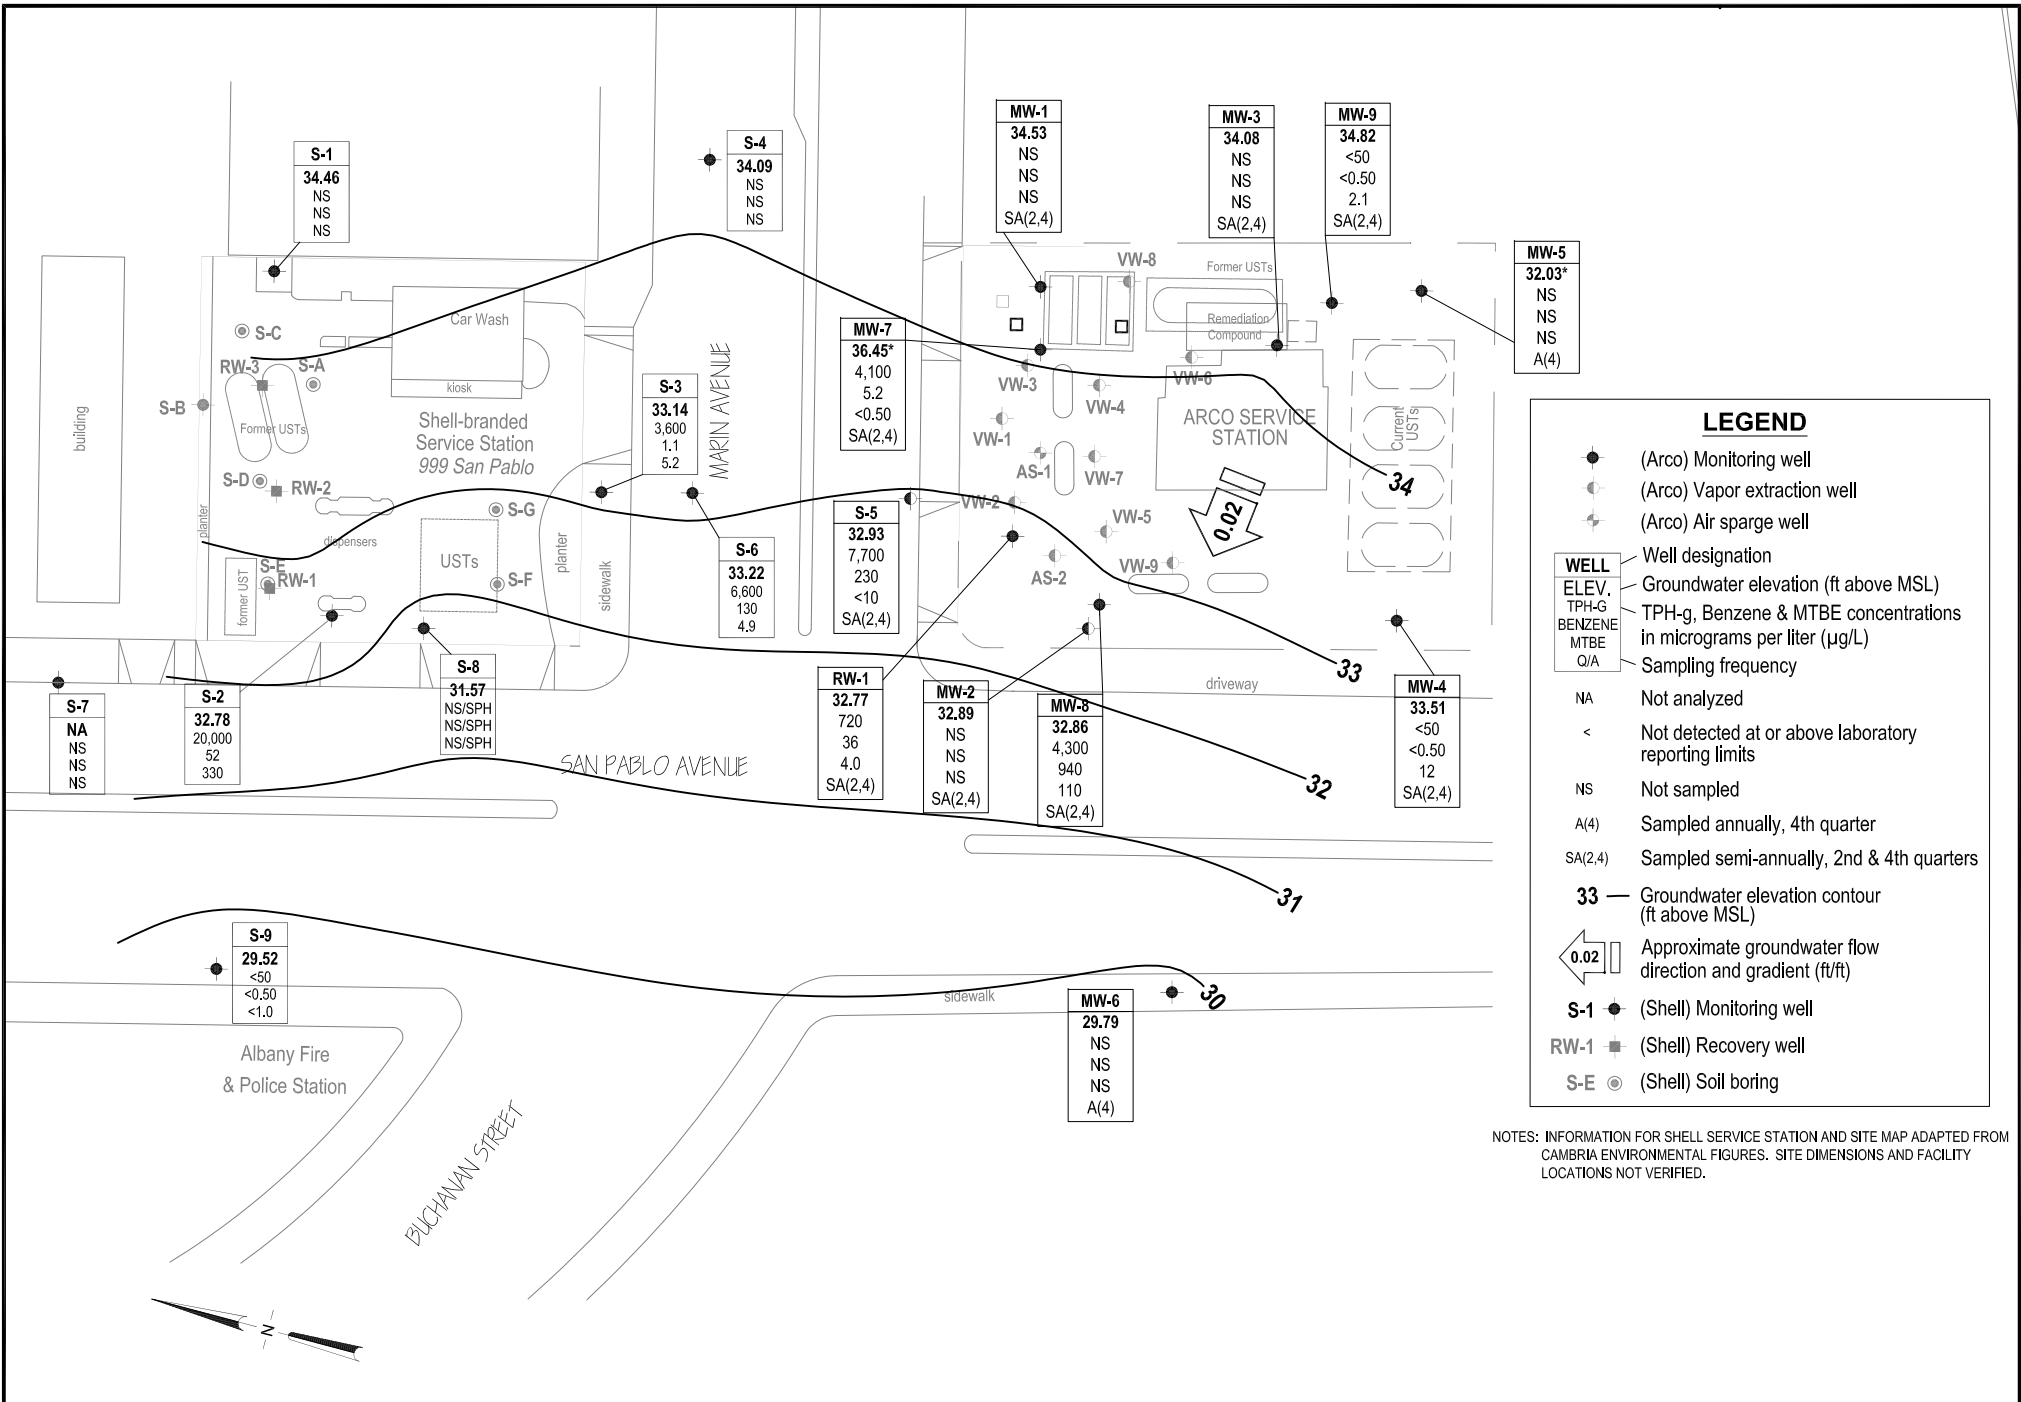 S-1
34.46
NS
NS
NS
S-4
34.09
NS
NS
NS
MW-1
34.53
NS
NS
NS
SA(2,4)
MW-3
34.08
NS
NS
NS
SA(2,4)
MW-9
34.82
<50
<0.50
2.1
SA(2,4)
MW-5
32.03*
NS
NS
NS
A(4)
MW-7
36.45*
4,100
5.2
<0.50
SA(2,4)
S-3
33.14
3,600
1.1
5.2
S-6
33.22
6,600
130
4.9
S-5
32.93
7,700
230
<10
SA(2,4)
S-7
NA
NS
NS
NS
S-2
32.78
20,000
52
330
S-8
31.57
NS/SPH
NS/SPH
NS/SPH
RW-1
32.77
720
36
4.0
SA(2,4)
MW-2
32.89
NS
NS
NS
SA(2,4)
MW-8
32.86
4,300
940
110
SA(2,4)
MW-4
33.51
<50
<0.50
12
SA(2,4)
S-9
29.52
<50
<0.50
<1.0
MW-6
29.79
NS
NS
NS
A(4)
building
planter
S-C
RW-3
S-A
S-B
Former USTs
S-D
RW-2
S-E
RW-1
former UST
dispensers
Car Wash
kiosk
Shell-branded
Service Station
999 San Pablo
S-G
USTs
S-F
planter
sidewalk
MARIN AVENUE
VW-8
Former USTs
Remediation
Compound
VW-3
VW-4
VW-6
VW-1
AS-1
VW-7
VW-2
VW-5
AS-2
VW-9
ARCO SERVICE
STATION
Current
USTs
0.02
34
33
32
31
30
driveway
SAN PABLO AVENUE
sidewalk
Albany Fire
& Police Station
BUCHANAN STREET
N
LEGEND
(Arco) Monitoring well
(Arco) Vapor extraction well
(Arco) Air sparge well
WELL
ELEV.
TPH-G
BENZENE
MTBE
Q/A
Well designation
Groundwater elevation (ft above MSL)
TPH-g, Benzene & MTBE concentrations
in micrograms per liter (µg/L)
Sampling frequency
NA Not analyzed
< Not detected at or above laboratory
reporting limits
NS Not sampled
A(4) Sampled annually, 4th quarter
SA(2,4) Sampled semi-annually, 2nd & 4th quarters
33 Groundwater elevation contour
(ft above MSL)
0.02 Approximate groundwater flow
direction and gradient (ft/ft)
S-1 (Shell) Monitoring well
RW-1 (Shell) Recovery well
S-E (Shell) Soil boring
NOTES: INFORMATION FOR SHELL SERVICE STATION AND SITE MAP ADAPTED FROM
CAMBRIA ENVIRONMENTAL FIGURES. SITE DIMENSIONS AND FACILITY
LOCATIONS NOT VERIFIED.